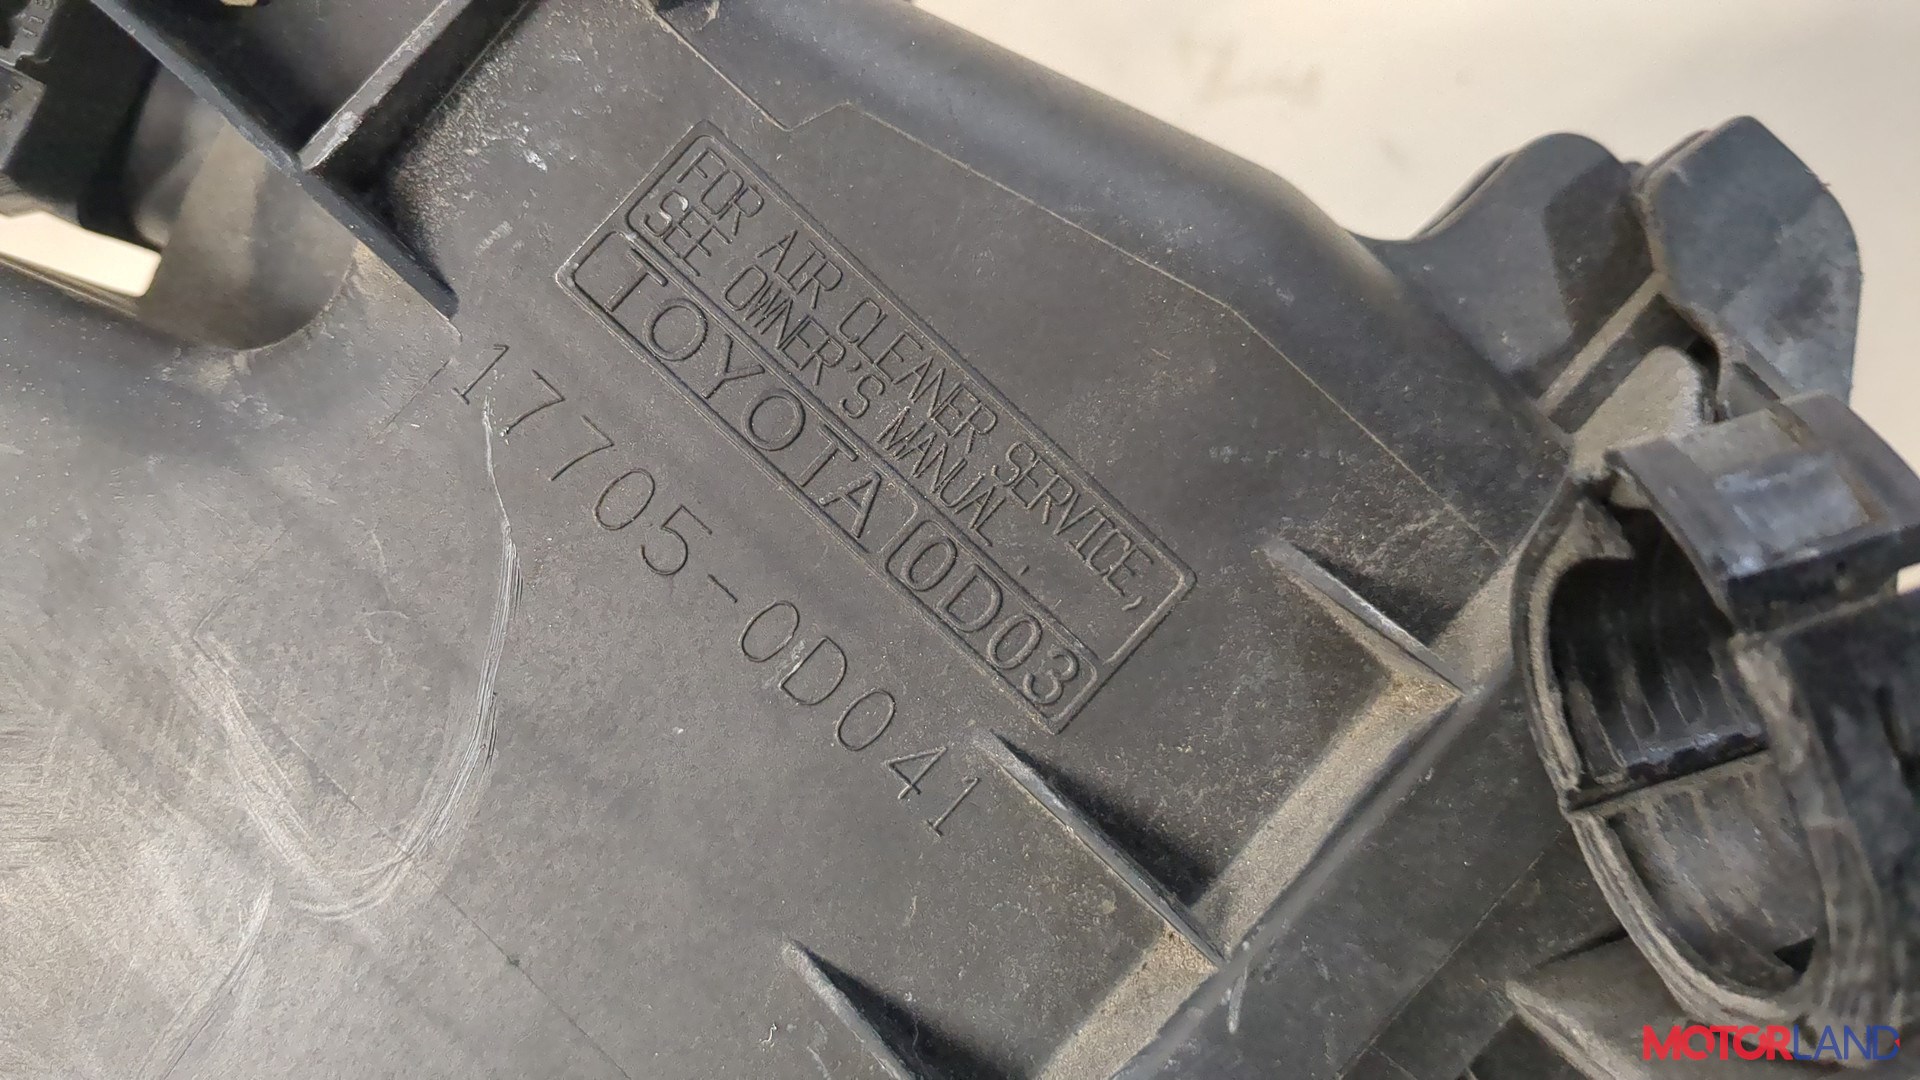 FOR AIR CLEANER SERVICE,
SEE OWNER'S MANUAL.
TOYOTA 0D03
17705-0D041
MOTORLAND